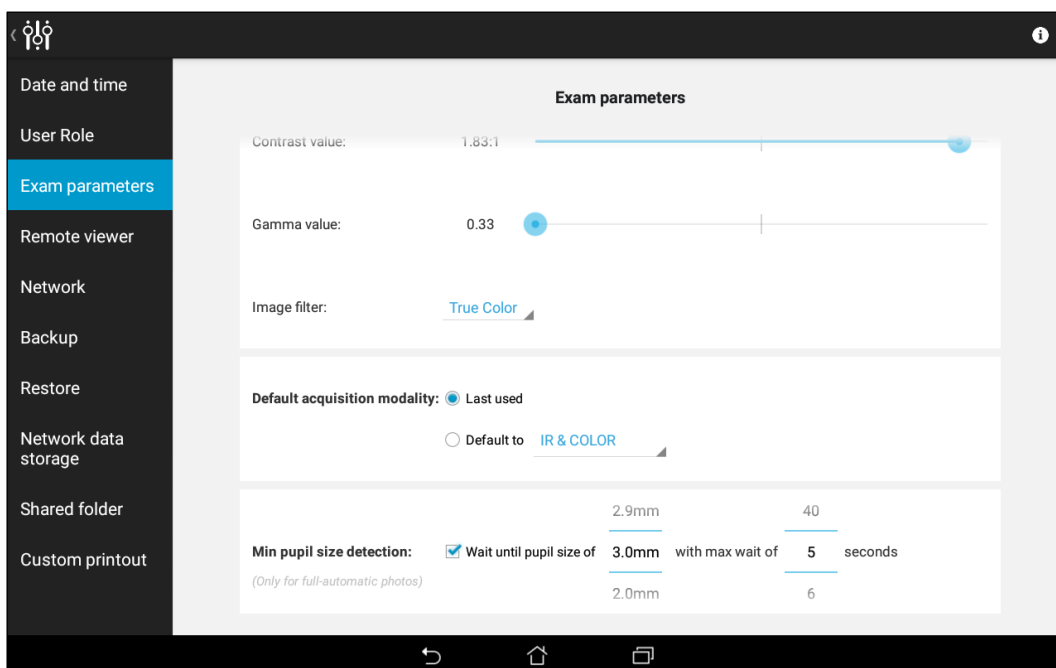 Date and time
User Role
Exam parameters
Remote viewer
Network
Backup
Restore
Network data
storage
Shared folder
Custom printout
Exam parameters
Contrast value: 1.83:1
Gamma value: 0.33
Image filter: True Color
Default acquisition modality: Last used
Default to IR & COLOR
2.9mm 40
Min pupil size detection: Wait until pupil size of 3.0mm with max wait of 5 seconds
(Only for full-automatic photos)
2.0mm 6